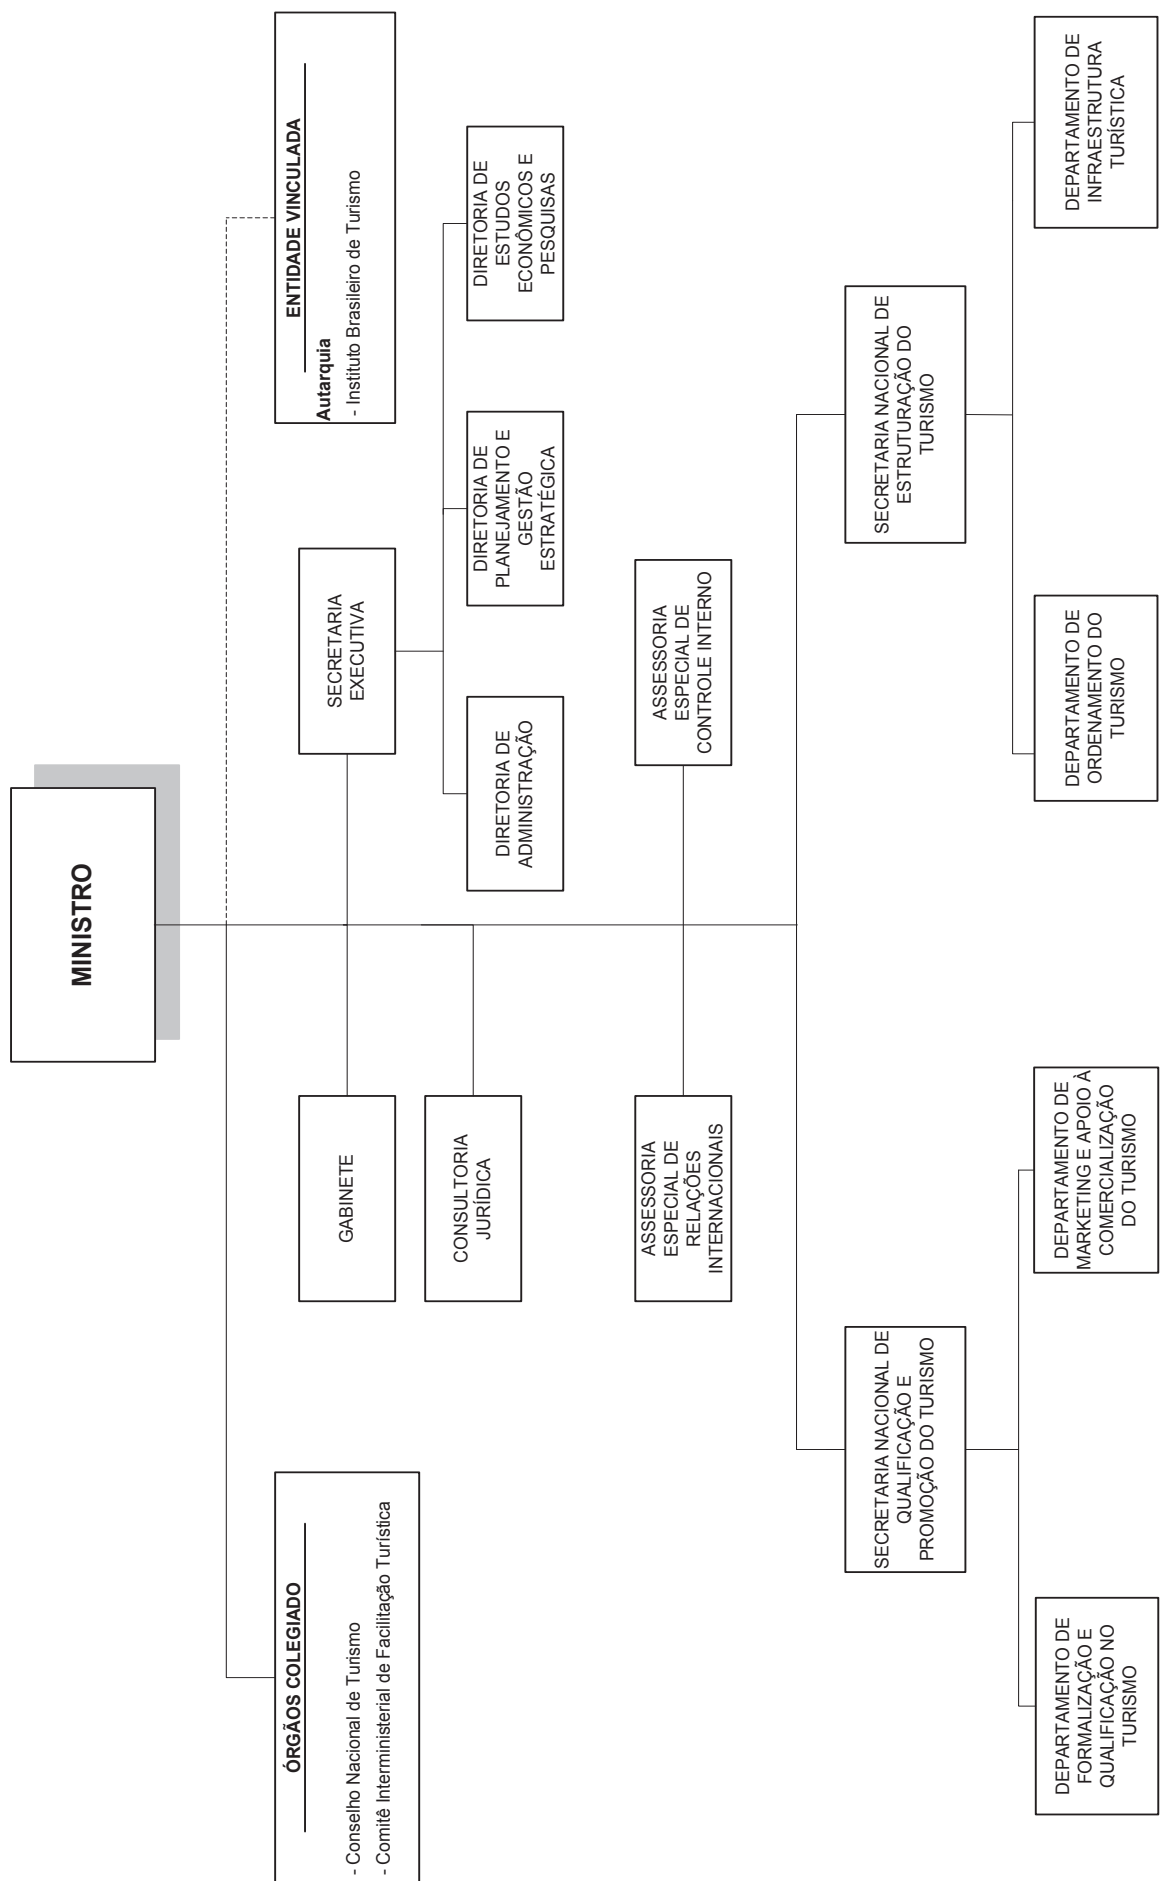 MINISTRO
ÓRGÃOS COLEGIADO
- Conselho Nacional de Turismo
- Comitê Interministerial de Facilitação Turística
ENTIDADE VINCULADA
Autarquia
- Instituto Brasileiro de Turismo
GABINETE
SECRETARIA
EXECUTIVA
CONSULTORIA
JURÍDICA
DIRETORIA DE
ADMINISTRAÇÃO
DIRETORIA DE
PLANEJAMENTO E
GESTÃO
ESTRATÉGICA
DIRETORIA DE
ESTUDOS
ECONÔMICOS E
PESQUISAS
ASSESSORIA
ESPECIAL DE
RELAÇÕES
INTERNACIONAIS
ASSESSORIA
ESPECIAL DE
CONTROLE INTERNO
SECRETARIA NACIONAL DE
QUALIFICAÇÃO E
PROMOÇÃO DO TURISMO
SECRETARIA NACIONAL DE
ESTRUTURAÇÃO DO
TURISMO
DEPARTAMENTO DE
FORMALIZAÇÃO E
QUALIFICAÇÃO NO
TURISMO
DEPARTAMENTO DE
MARKETING E APOIO À
COMERCIALIZAÇÃO
DO TURISMO
DEPARTAMENTO DE
ORDENAMENTO DO
TURISMO
DEPARTAMENTO DE
INFRAESTRUTURA
TURÍSTICA